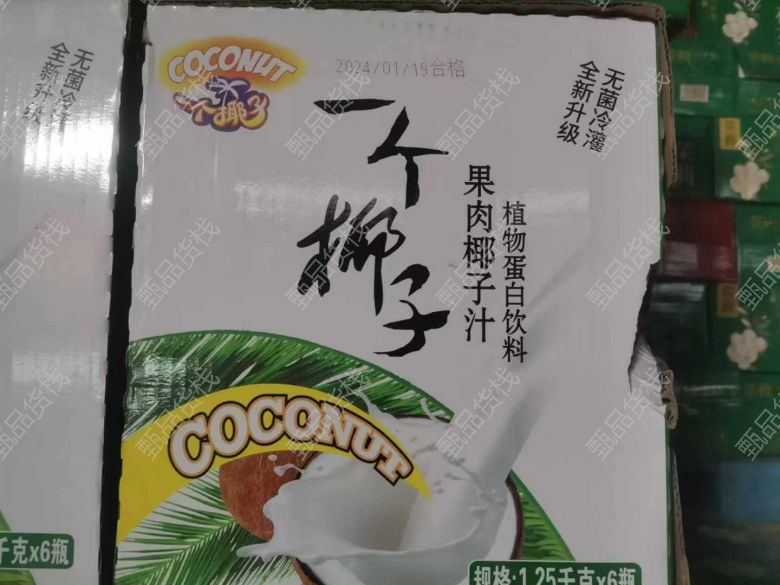 无菌冷灌
全新升级
COCONUT
一个椰子
2024/01/19合格
无菌冷灌
全新升级
一个椰子
果肉椰子汁
植物蛋白饮料
COCONUT
千克x6瓶
规格:1.25千克x6瓶
甄品货栈